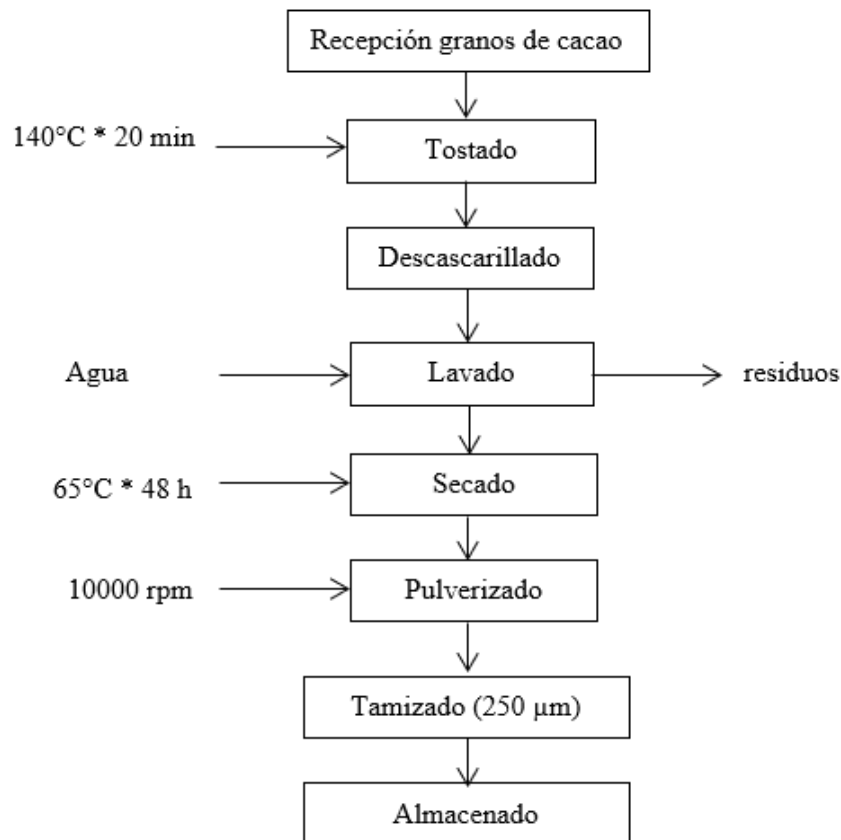 Recepción granos de cacao
140°C * 20 min
Tostado
Descascarillado
Agua
Lavado
residuos
65°C * 48 h
Secado
10000 rpm
Pulverizado
Tamizado (250 µm)
Almacenado